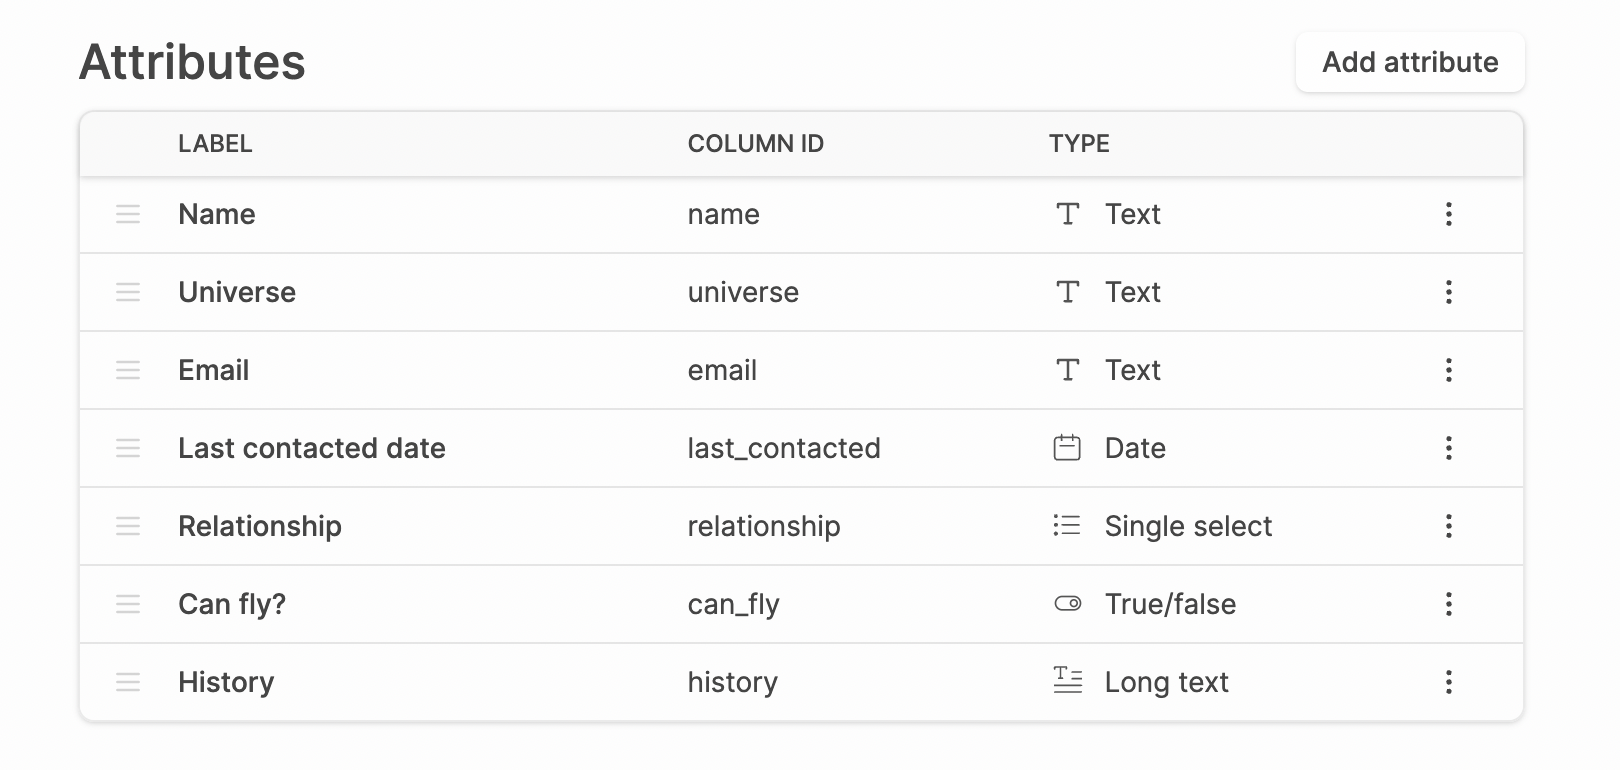 Attributes
Add attribute
LABEL COLUMN ID TYPE
Name name Text
Universe universe Text
Email email Text
Last contacted date last_contacted Date
Relationship relationship Single select
Can fly? can_fly True/false
History history Long text